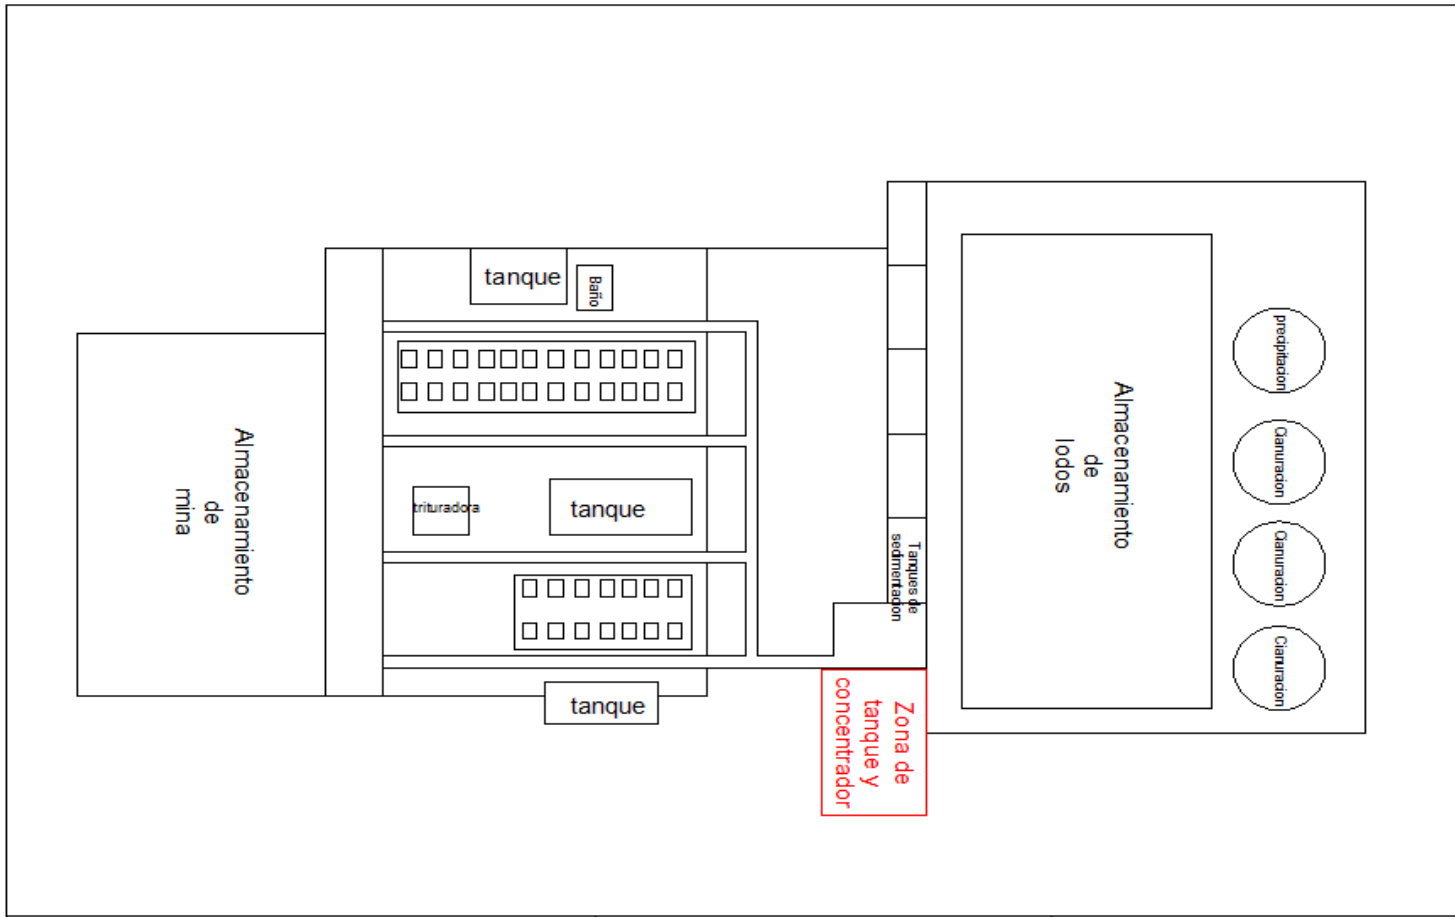 tanque
Baño
precipitacion
Almacenamiento
de
mina
trituradora
tanque
Almacenamiento
de
lodos
Cianuracion
Cianuracion
Tanques de
sedimentacion
Cianuracion
tanque
Zona de
tanque y
concentrador